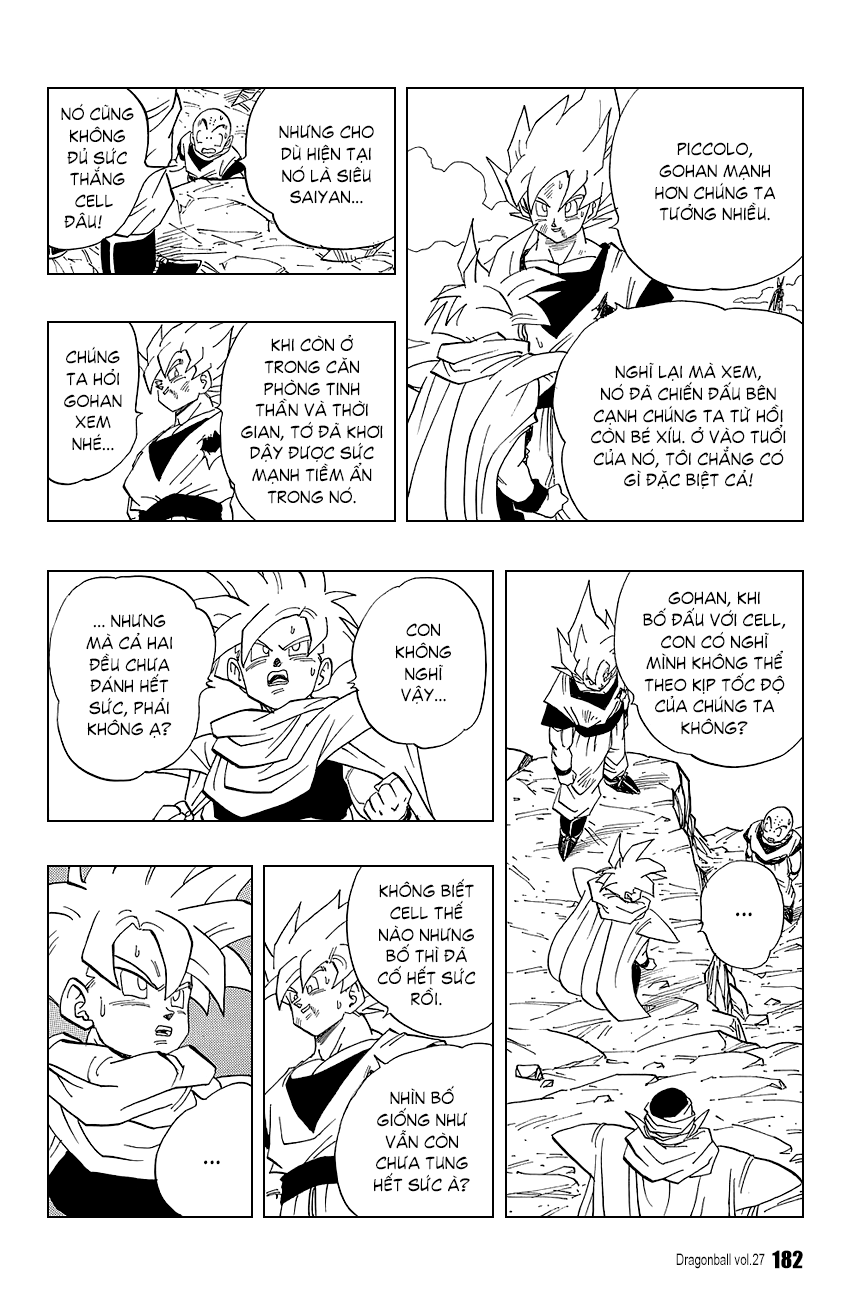 PICCOLO,
GOHAN MẠNH
HƠN CHÚNG TA
TƯỞNG NHIỀU.
NGHĨ LẠI MÀ XEM,
NÓ ĐÃ CHIẾN ĐẤU BÊN
CẠNH CHÚNG TA TỪ HỒI
CÒN BÉ XÍU. Ở VÀO TUỔI
CỦA NÓ, TÔI CHẲNG CÓ
GÌ ĐẶC BIỆT CẢ!
NHƯNG CHO
DÙ HIỆN TẠI
NÓ LÀ SIÊU
SAIYAN...
NÓ CŨNG
KHÔNG
ĐỦ SỨC
THẮNG
CELL
ĐÂU!
KHI CÒN Ở
TRONG CĂN
PHÒNG TINH
THẦN VÀ THỜI
GIAN, TỚ ĐÃ KHƠI
DẬY ĐƯỢC SỨC
MẠNH TIỀM ẨN
TRONG NÓ.
CHÚNG
TA HỎI
GOHAN
XEM
NHÉ...
GOHAN, KHI
BỐ ĐẤU VỚI CELL,
CON CÓ NGHĨ
MÌNH KHÔNG THỂ
THEO KỊP TỐC ĐỘ
CỦA CHÚNG TA
KHÔNG?
...
CON
KHÔNG
NGHĨ
VẬY...
... NHƯNG
MÀ CẢ HAI
ĐỀU CHƯA
ĐÁNH HẾT
SỨC, PHẢI
KHÔNG Ạ?
KHÔNG BIẾT
CELL THẾ
NÀO NHƯNG
BỐ THÌ ĐÃ
CỐ HẾT SỨC
RỒI.
NHÌN BỐ
GIỐNG NHƯ
VẪN CÒN
CHƯA TUNG
HẾT SỨC À?
...
Dragonball vol.27 182